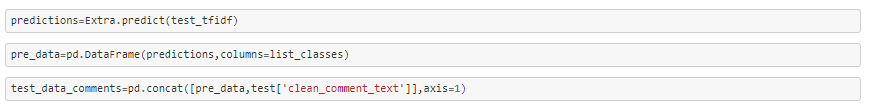 predictions=Extra.predict(test_tfidf)
pre_data=pd.DataFrame(predictions,columns=list_classes)
test_data_comments=pd.concat([pre_data,test['clean_comment_text']],axis=1)